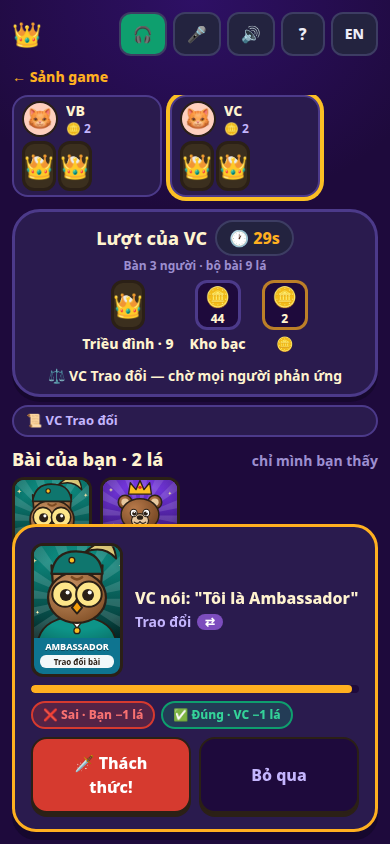 ? EN
← Sảnh game
VB
2
VC
2
Lượt của VC 29s
Bàn 3 người · bộ bài 9 lá
44
2
Triều đình · 9 Kho bạc
VC Trao đổi — chờ mọi người phản ứng
VC Trao đổi
Bài của bạn · 2 lá chỉ mình bạn thấy
AMBASSADOR
Trao đổi bài
VC nói: "Tôi là Ambassador"
Trao đổi ⇄
❌ Sai · Bạn −1 lá ✅ Đúng · VC −1 lá
Thách thức!
Bỏ qua